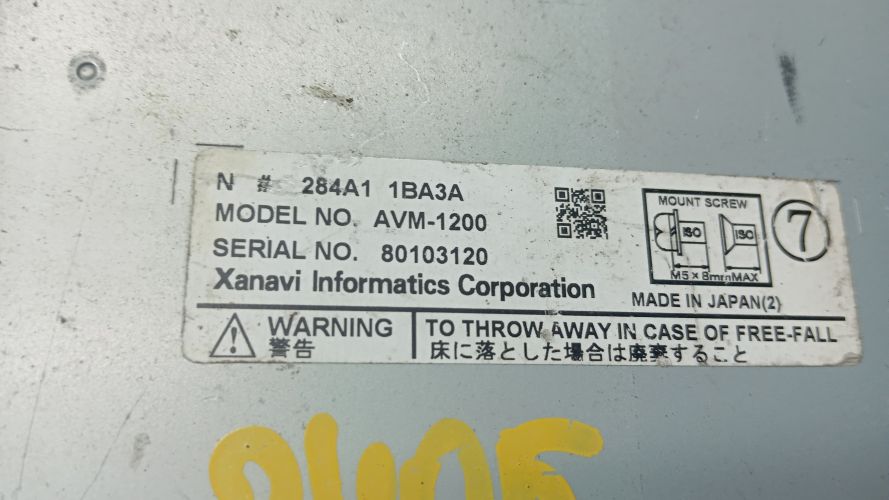 N # 284A1 1BA3A
MODEL NO. AVM-1200
SERIAL NO. 80103120
Xanavi Informatics Corporation
MOUNT SCREW
ISO ISO
M5×8mmMAX
7
MADE IN JAPAN(2)
WARNING
警告
TO THROW AWAY IN CASE OF FREE-FALL
床に落とした場合は廃棄すること